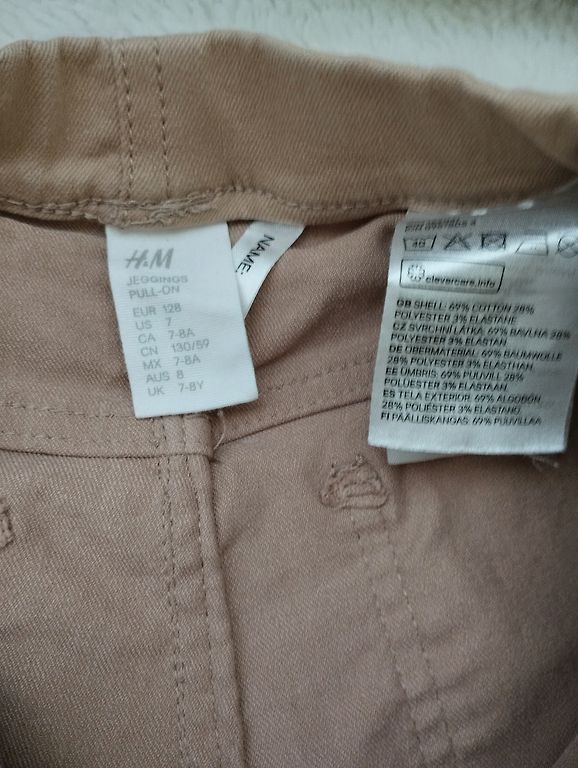 H&M
JEGGINGS
PULL-ON
EUR 128
US 7
CA 7-8A
CN 130/59
MX 7-8A
AUS 8
UK 7-8Y
NAME:
40
clevercare.info
GB SHELL: 69% COTTON 28%
POLYESTER 3% ELASTANE
CZ SVRCHNÍ LÁTKA: 69% BAVLNA 28%
POLYESTER 3% ELASTAN
DE OBERMATERIAL: 69% BAUMWOLLE
28% POLYESTER 3% ELASTHAN
EE ÜMBRIS: 69% PUUVILL 28%
POLÜESTER 3% ELASTAAN
ES TELA EXTERIOR: 69% ALGODÓN
28% POLIÉSTER 3% ELASTANO
FI PÄÄLLISKANGAS: 69% PUUVILLAA